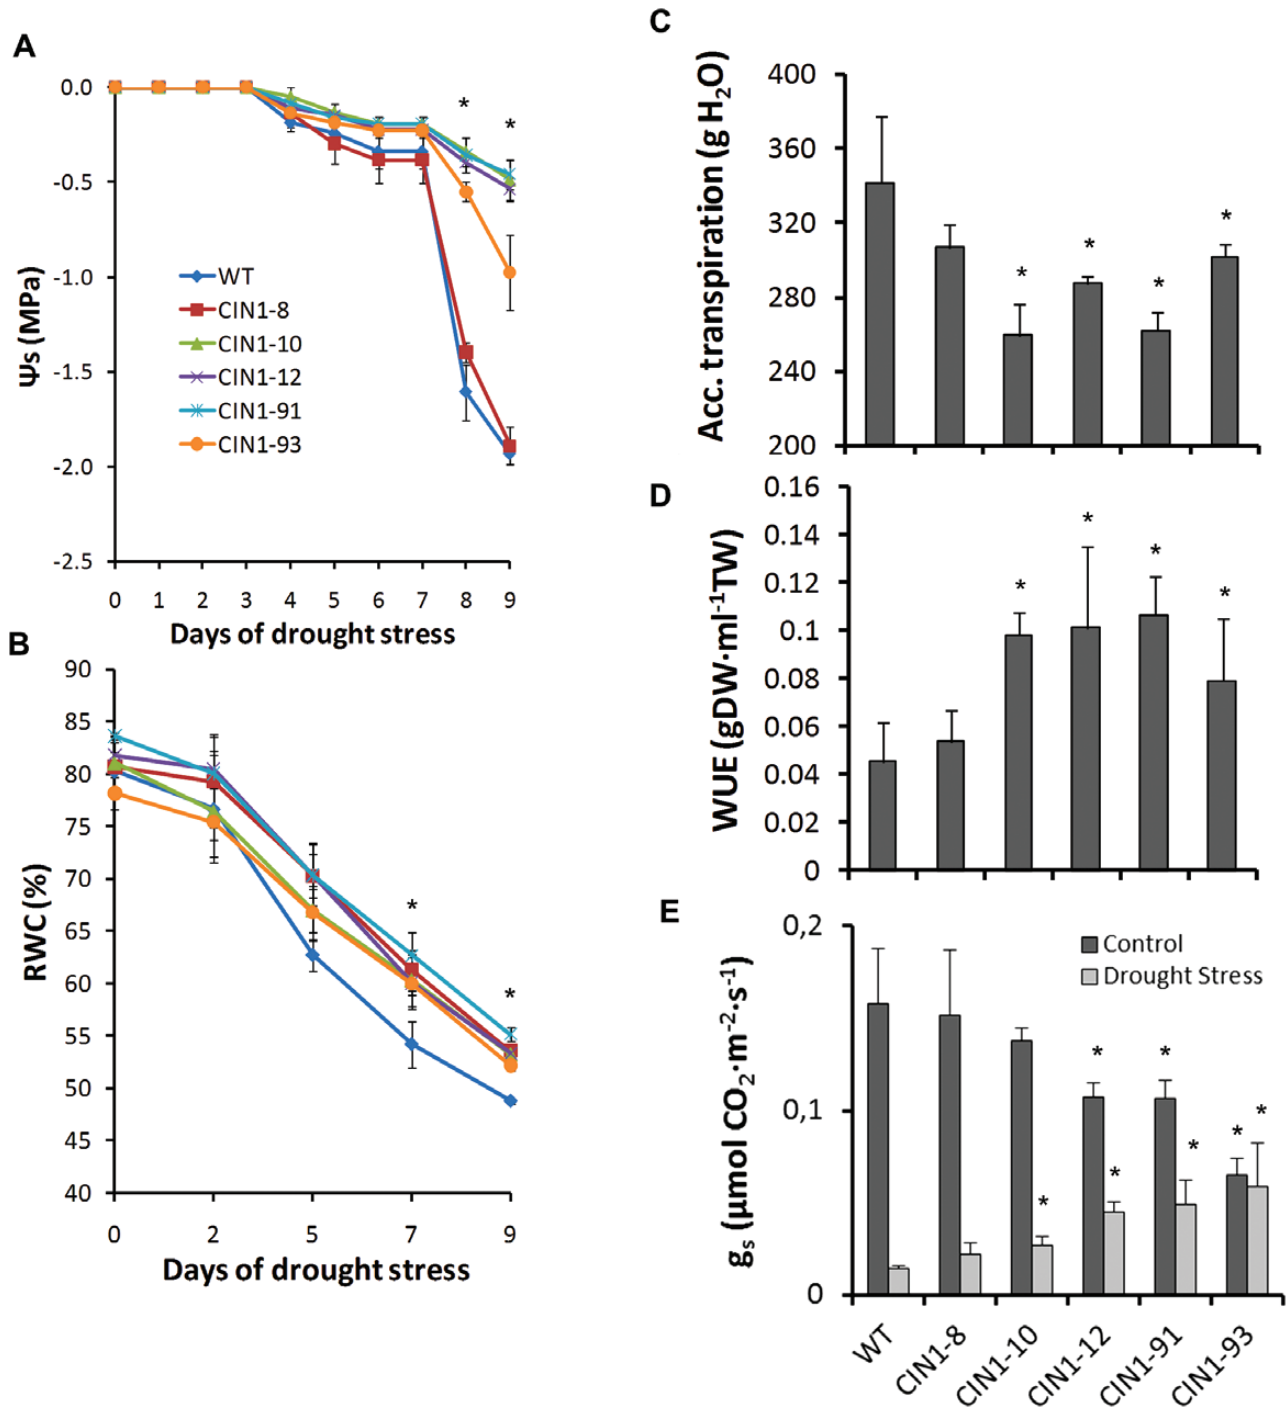 A
0.0
-0.5
-1.0
-1.5
-2.0
-2.5
Ψs (MPa)
* *
WT
CIN1-8
CIN1-10
CIN1-12
CIN1-91
CIN1-93
0 1 2 3 4 5 6 7 8 9
Days of drought stress
B
90
85
80
75
70
65
60
55
50
45
40
RWC (%)
* *
0 2 5 7 9
Days of drought stress
C
400
360
320
280
240
200
Acc. transpiration (g H₂O)
* * * *
D
0.16
0.14
0.12
0.1
0.08
0.06
0.04
0.02
0
WUE (gDW·ml⁻¹TW)
* * * *
E
0,2
0,1
0
gₛ (µmol CO₂·m⁻²·s⁻¹)
Control
Drought Stress
* * * * * * *
WT
CIN1-8
CIN1-10
CIN1-12
CIN1-91
CIN1-93